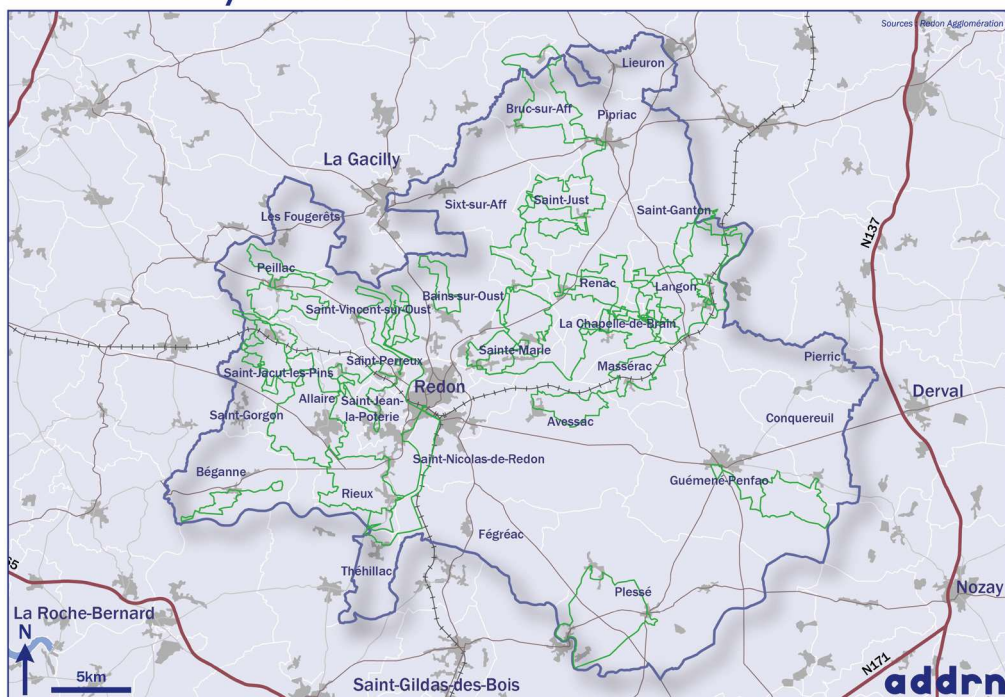 Sources : Redon Agglomération
Lieuron
Bruc-sur-Aff
Pipriac
La Gacilly
Sixt-sur-Aff
Saint-Just
Saint-Ganton
Les Fougerêts
N137
Peillac
Bains-sur-Oust
Renac
Langon
Saint-Vincent-sur-Oust
La Chapelle-de-Brain
Sainte-Marie
Saint-Perreux
Massérac
Pierric
Saint-Jacut-les-Pins
Redon
Derval
Allaire
Saint-Jean-
la-Poterie
Saint-Gorgon
Avessac
Conquereuil
Saint-Nicolas-de-Redon
Béganne
Guémené-Penfao
Rieux
Fégréac
Théhillac
Plessé
Nozay
La Roche-Bernard
N
5km
Saint-Gildas-des-Bois
N171
addrn